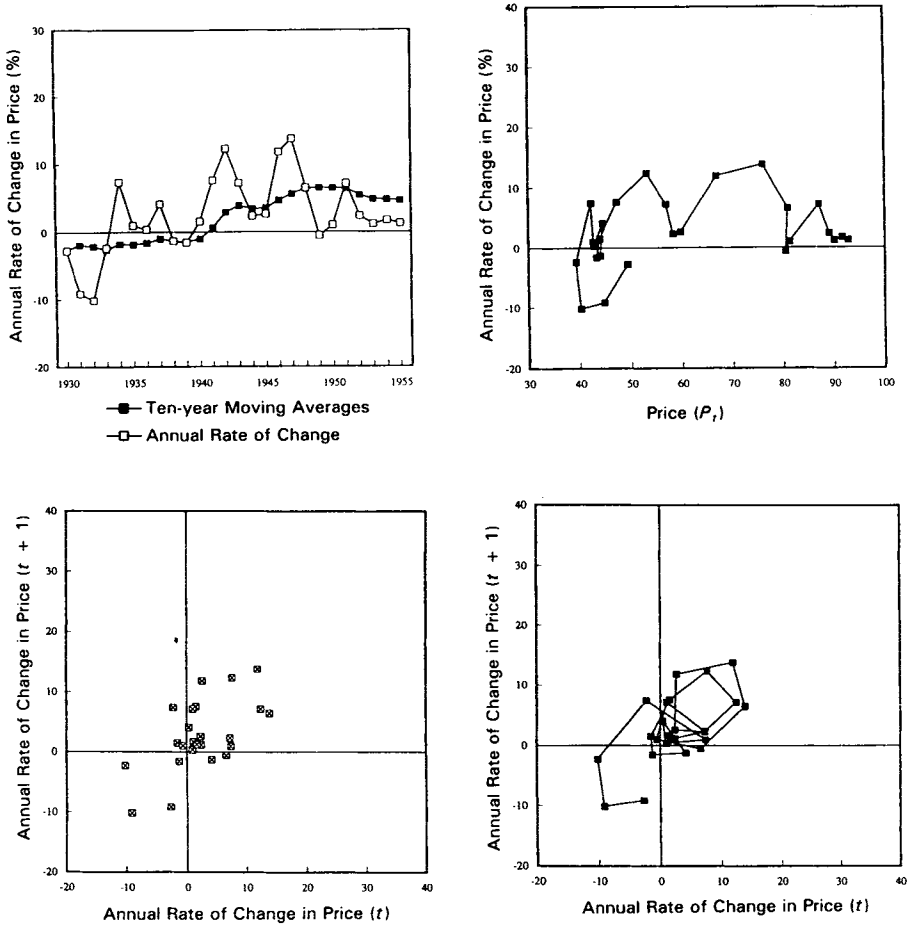 Annual Rate of Change in Price (%)
30
20
10
0
-10
-20
1930 1935 1940 1945 1950 1955
Ten-year Moving Averages
Annual Rate of Change
Annual Rate of Change in Price (%)
40
30
20
10
0
-10
-20
30 40 50 60 70 80 90 100
Price (Pₜ)
Annual Rate of Change in Price (t + 1)
40
30
20
10
0
-10
-20
-20 -10 0 10 20 30 40
Annual Rate of Change in Price (t)
Annual Rate of Change in Price (t + 1)
40
30
20
10
0
-10
-20
-20 -10 0 10 20 30 40
Annual Rate of Change in Price (t)